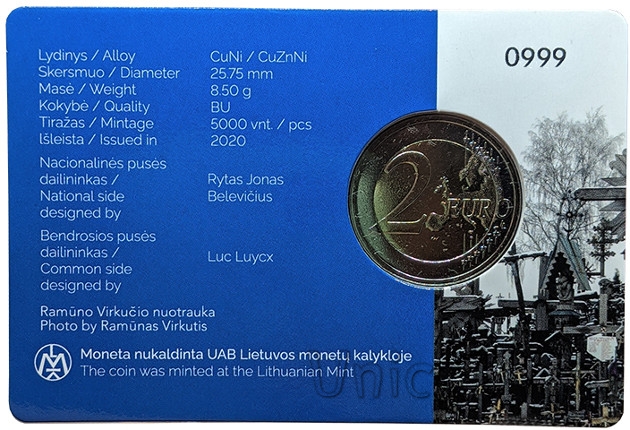 Lydinys / Alloy CuNi / CuZnNi
Skersmuo / Diameter 25.75 mm
Masė / Weight 8.50 g
Kokybė / Quality BU
Tiražas / Mintage 5000 vnt. / pcs
Išleista / Issued in 2020
Nacionalinės pusės
dailininkas /
National side
designed by
Rytas Jonas
Belevičius
Bendrosios pusės
dailininkas /
Common side
designed by
Luc Luycx
Ramūno Virkučio nuotrauka
Photo by Ramūnas Virkutis
Moneta nukaldinta UAB Lietuvos monetų kalykloje
The coin was minted at the Lithuanian Mint
0999
2 EURO